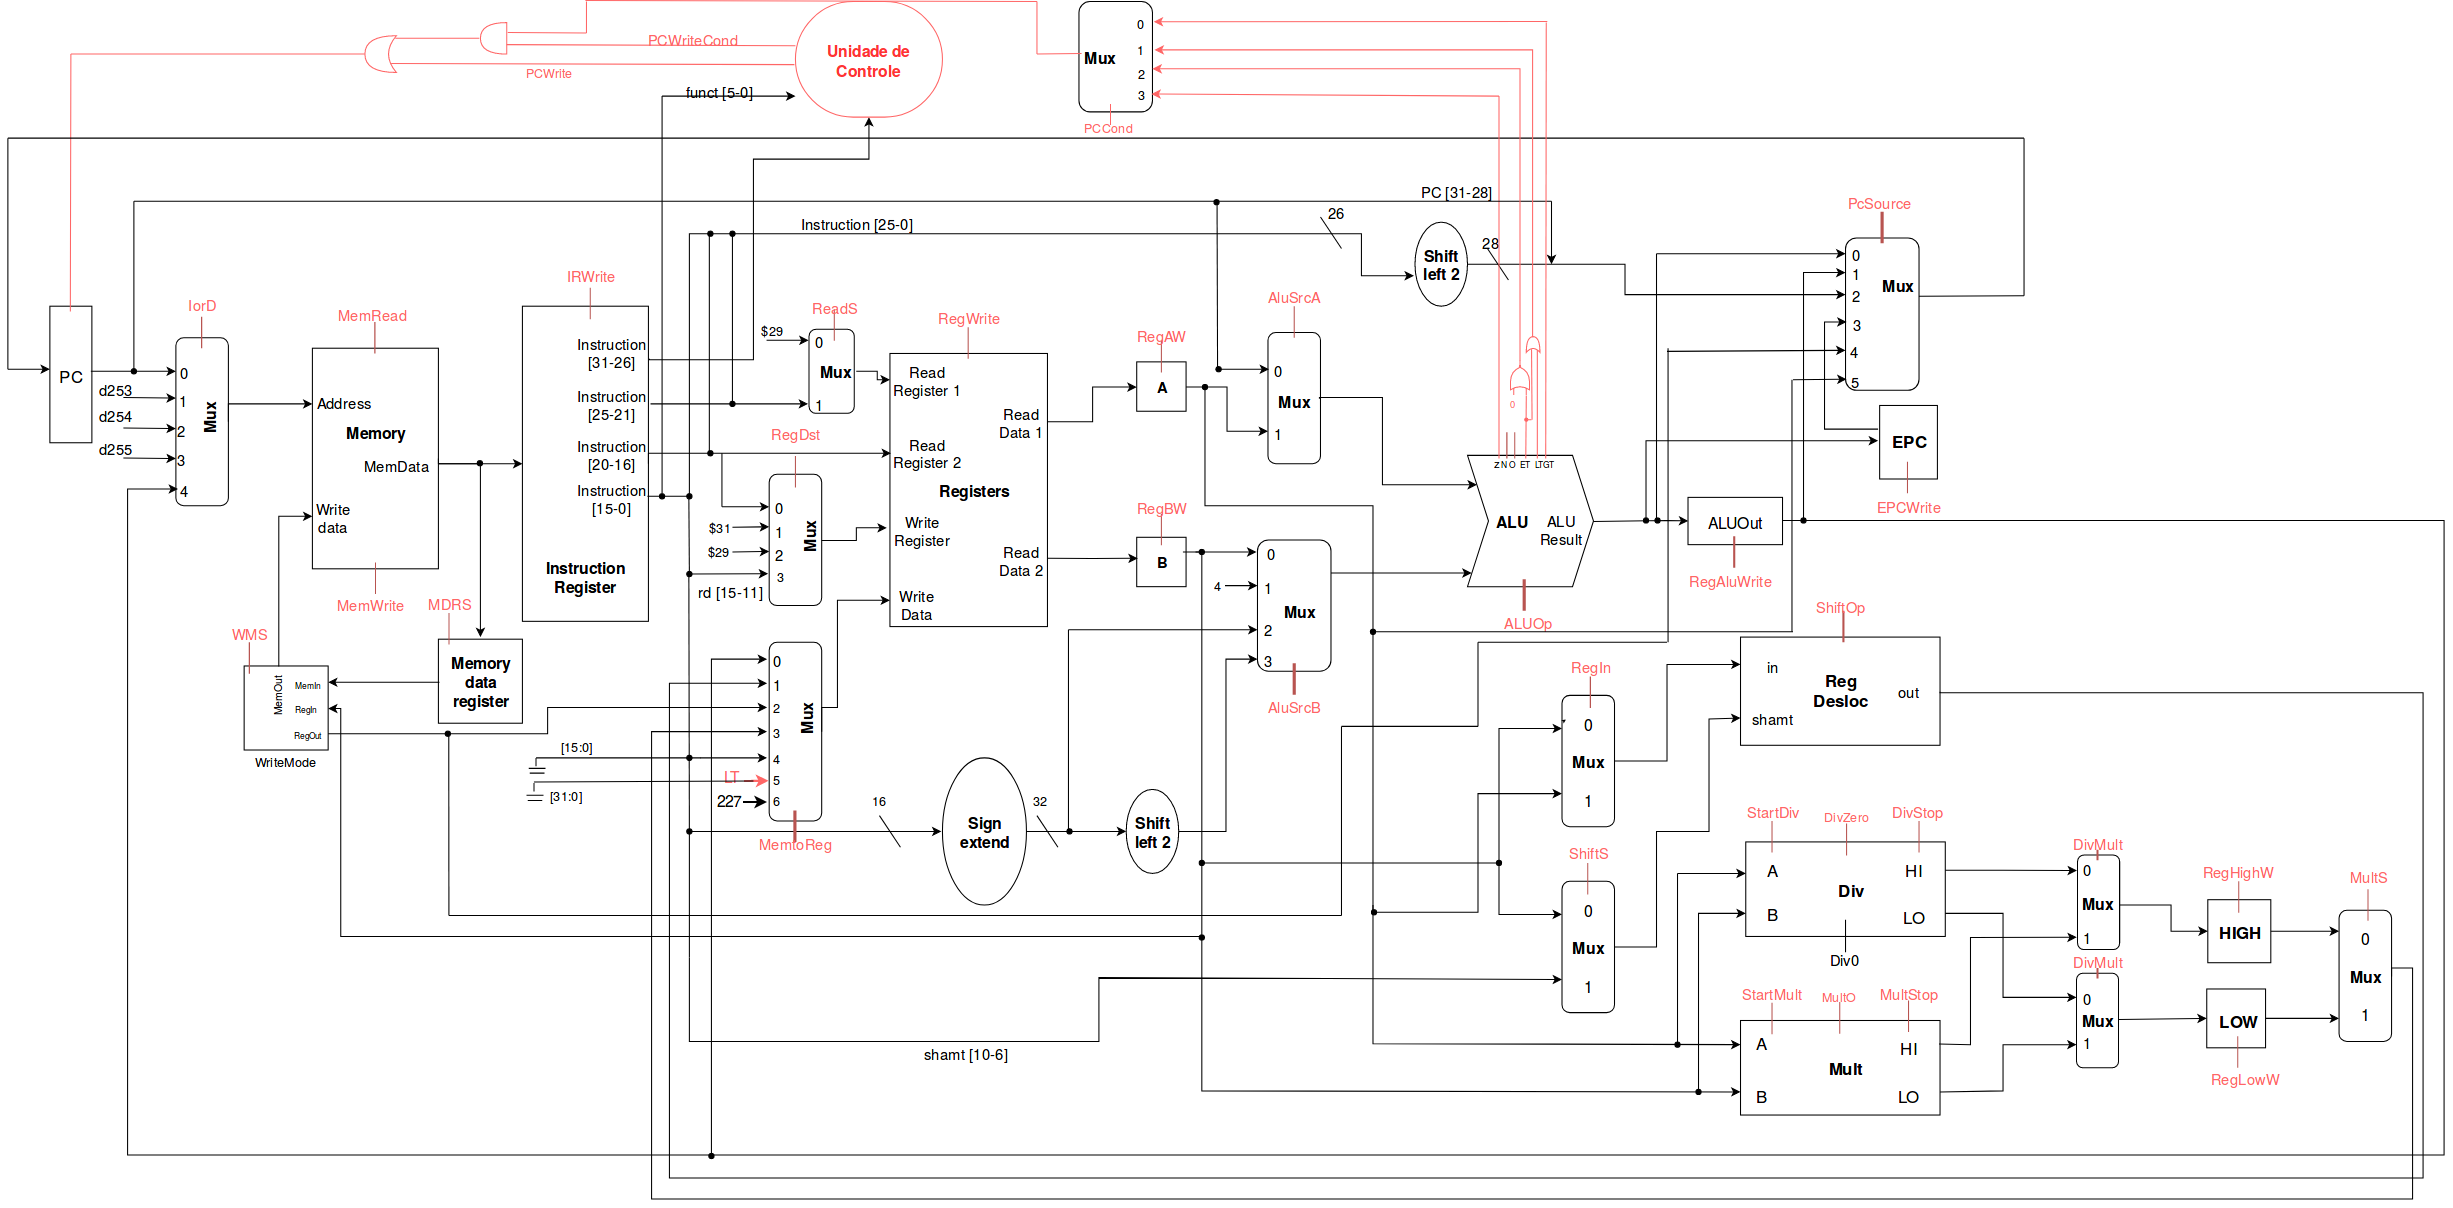 Unidade de
Controle
PCWriteCond
PCWrite
funct [5-0]
Mux
0
1
2
3
PCCond
PC [31-28]
Instruction [25-0]
26
Shift
left 2
28
PcSource
0
1
2
3
4
5
Mux
EPC
EPCWrite
PC
IorD
d253
d254
d255
0
1
2
3
4
Mux
MemRead
Address
Memory
MemData
Write
data
MemWrite
IRWrite
Instruction
[31-26]
Instruction
[25-21]
Instruction
[20-16]
Instruction
[15-0]
Instruction
Register
ReadS
$29
0
Mux
1
RegDst
0
$31
1
$29
2
3
Mux
rd [15-11]
RegWrite
Read
Register 1
Read
Data 1
Read
Register 2
Registers
Write
Register
Read
Data 2
Write
Data
RegAW
A
RegBW
B
AluSrcA
0
Mux
1
0
4
1
Mux
2
3
AluSrcB
0
Z N O ET LT GT
ALU
ALU
Result
ALUOp
ALUOut
RegAluWrite
WMS
MDRS
Memory
data
register
MemOut
MemIn
RegIn
RegOut
WriteMode
0
1
2
3
4
5
6
Mux
[15:0]
LT
[31:0]
227
MemtoReg
16
Sign
extend
32
Shift
left 2
RegIn
0
Mux
1
ShiftOp
in
Reg
Desloc
out
shamt
ShiftS
0
Mux
1
shamt [10-6]
StartDiv
DivZero
DivStop
A
HI
Div
B
LO
Div0
StartMult
MultO
MultStop
A
HI
Mult
B
LO
DivMult
0
Mux
1
DivMult
0
Mux
1
RegHighW
HIGH
LOW
RegLowW
MultS
0
Mux
1